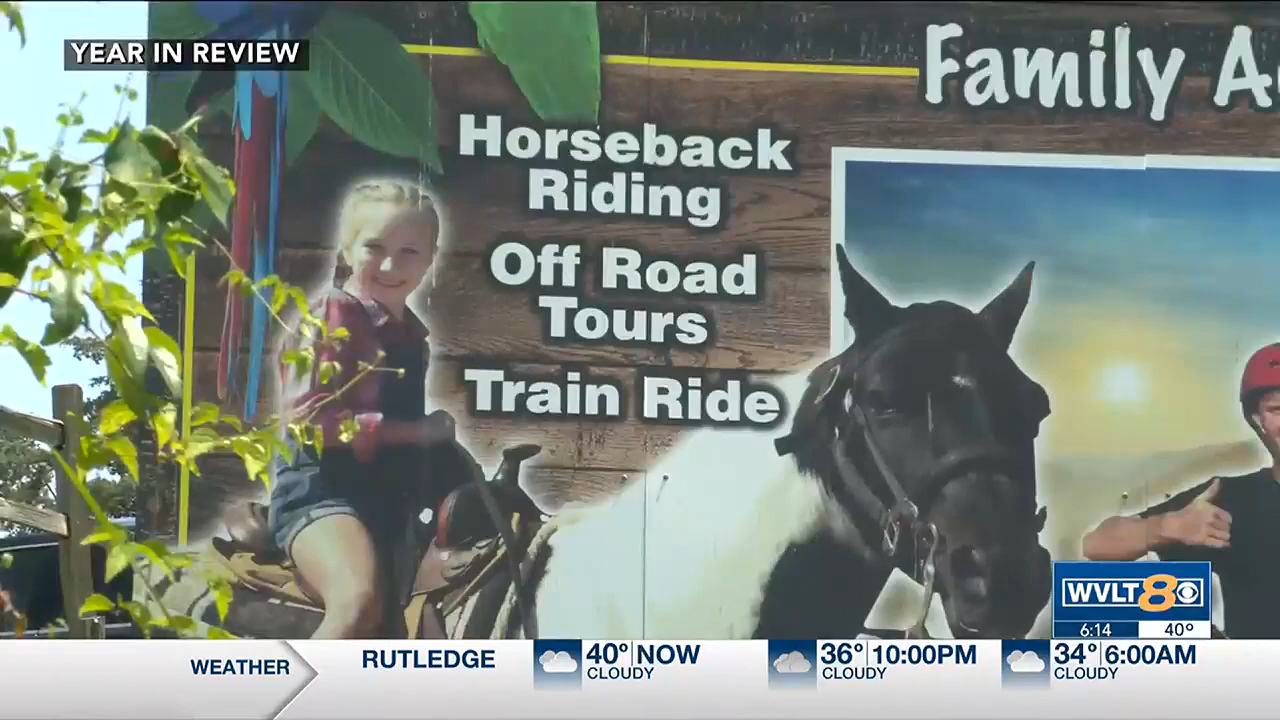 YEAR IN REVIEW
Family A
Horseback
Riding
Off Road
Tours
Train Ride
WVLT 8
6:14 40°
WEATHER RUTLEDGE 40° NOW CLOUDY 36° 10:00PM CLOUDY 34° 6:00AM CLOUDY